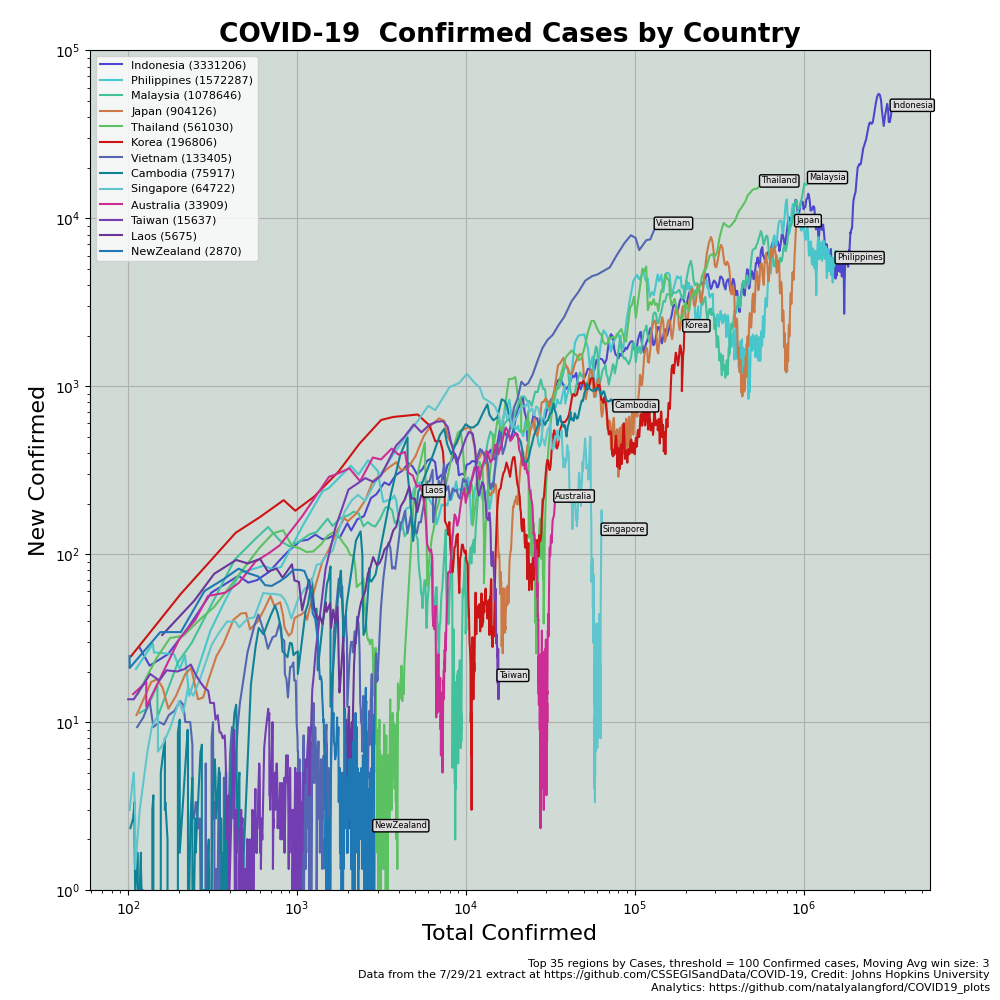 COVID-19  Confirmed Cases by Country
10^5
10^4
10^3
10^2
10^1
10^0
New Confirmed
Indonesia (3331206)
Philippines (1572287)
Malaysia (1078646)
Japan (904126)
Thailand (561030)
Korea (196806)
Vietnam (133405)
Cambodia (75917)
Singapore (64722)
Australia (33909)
Taiwan (15637)
Laos (5675)
NewZealand (2870)
Indonesia
Malaysia
Thailand
Japan
Vietnam
Philippines
Korea
Cambodia
Laos
Australia
Singapore
Taiwan
NewZealand
10^2
10^3
10^4
10^5
10^6
Total Confirmed
Top 35 regions by Cases, threshold = 100 Confirmed cases, Moving Avg win size: 3
Data from the 7/29/21 extract at https://github.com/CSSEGISandData/COVID-19, Credit: Johns Hopkins University
Analytics: https://github.com/natalyalangford/COVID19_plots